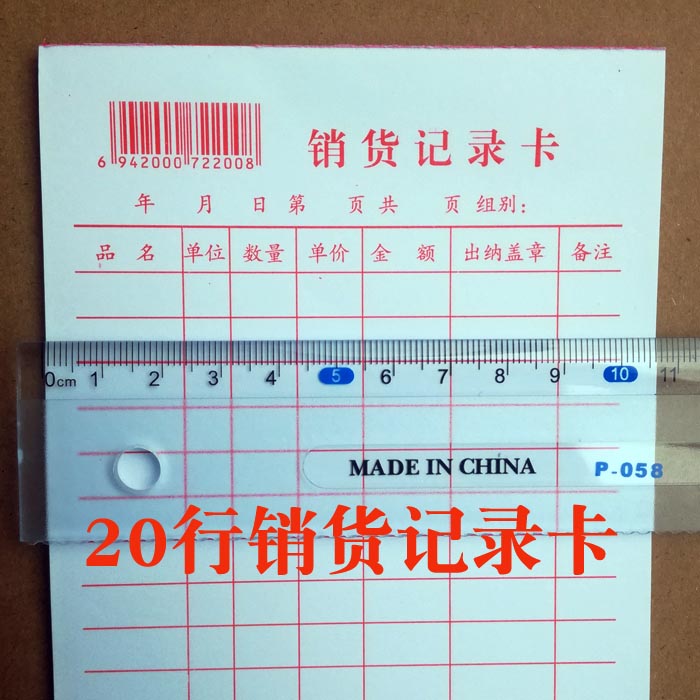 销货记录卡
6 942000 722008
年 月 日 第 页 共 页 组别:
品 名 单位 数量 单价 金 额 出纳盖章 备注
0cm 1 2 3 4 5 6 7 8 9 10 11
MADE IN CHINA P-058
20行销货记录卡